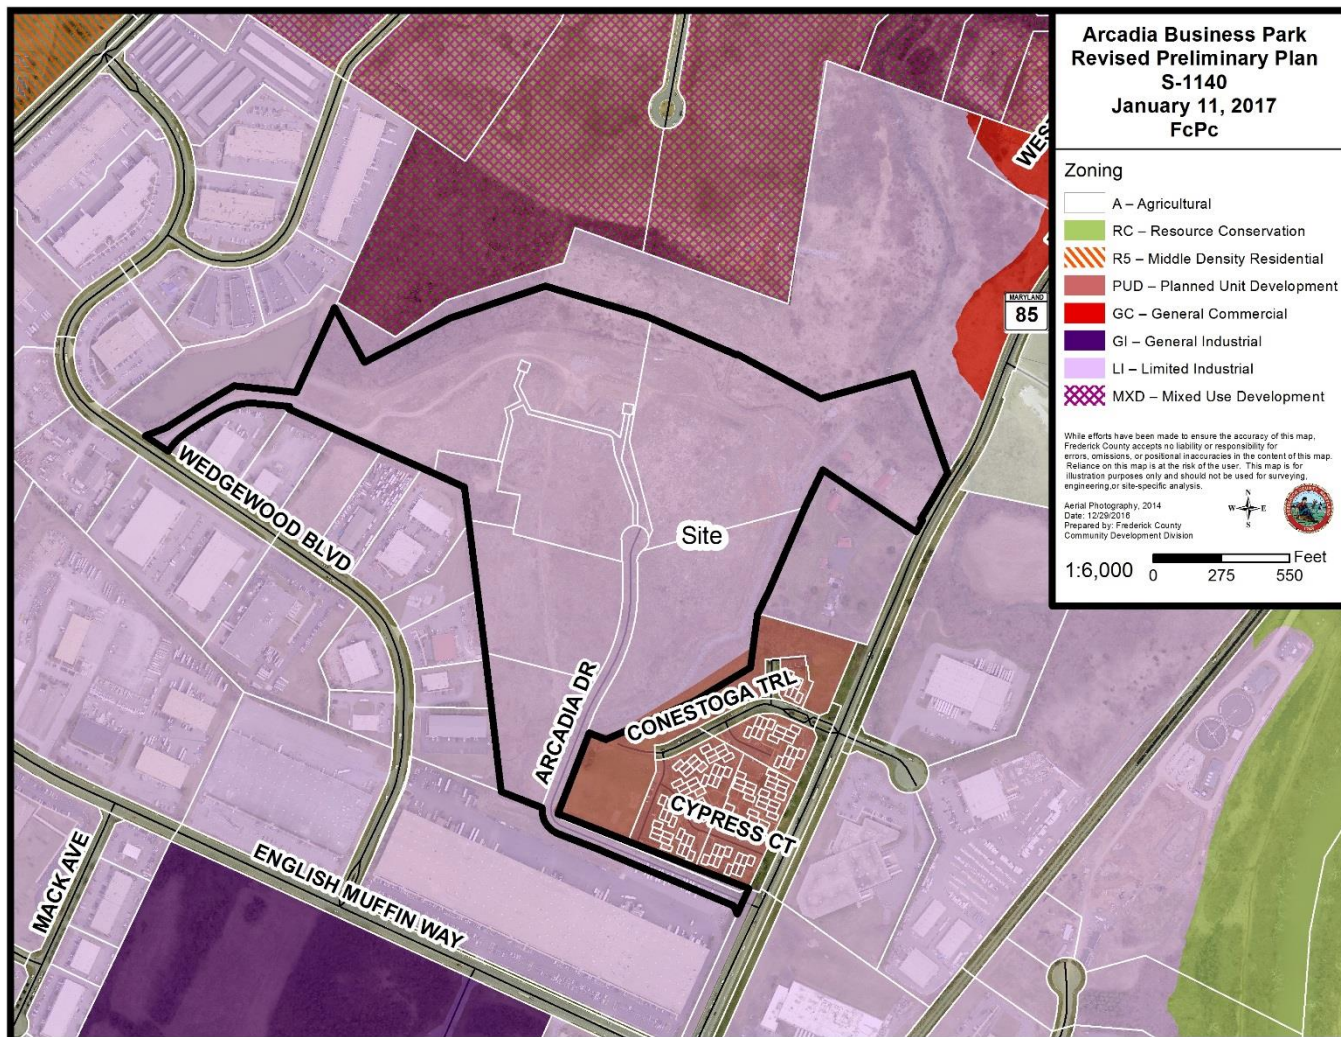 Arcadia Business Park
Revised Preliminary Plan
S-1140
January 11, 2017
FcPc
Zoning
A – Agricultural
RC – Resource Conservation
R5 – Middle Density Residential
PUD – Planned Unit Development
GC – General Commercial
GI – General Industrial
LI – Limited Industrial
MXD – Mixed Use Development
While efforts have been made to ensure the accuracy of this map,
Frederick County accepts no liability or responsibility for
errors, omissions, or positional inaccuracies in the content of this map.
Reliance on this map is at the risk of the user. This map is for
illustration purposes only and should not be used for surveying,
engineering,or site-specific analysis.
Aerial Photography, 2014
Date: 12/29/2016
Prepared by: Frederick County
Community Development Division
N
W E
S
1:6,000
Feet
0 275 550
WES
MARYLAND
85
WEDGEWOOD BLVD
Site
ARCADIA DR
CONESTOGA TRL
CYPRESS CT
MACK AVE
ENGLISH MUFFIN WAY